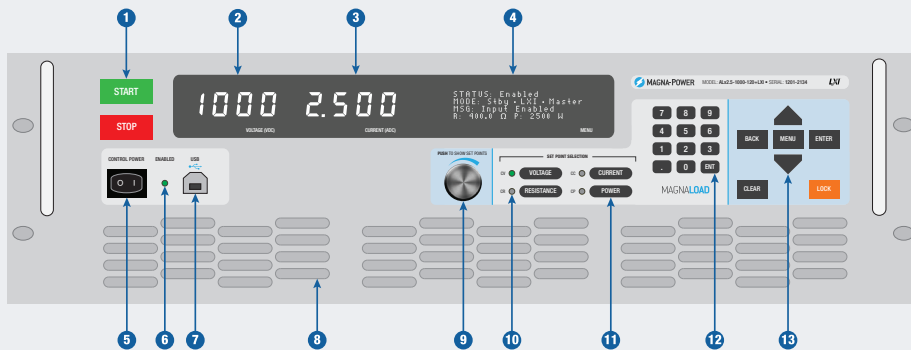 1
2
3
4
START
STOP
1000
2.500
VOLTAGE (VDC)
CURRENT (ADC)
STATUS: Enabled
MODE: Stby • LXI • Master
MSG: Input Enabled
R: 400.0 Ω P: 2500 W
MENU
MAGNA-POWER
MODEL: ALx2.5-1000-120+LXI • SERIAL: 1201-2134
LXI
CONTROL POWER
ENABLED
USB
O I
PUSH TO SHOW SET POINTS
SET POINT SELECTION
CV
VOLTAGE
CC
CURRENT
CR
RESISTANCE
CP
POWER
7 8 9
4 5 6
1 2 3
. 0 ENT
MAGNALOAD
BACK
MENU
ENTER
CLEAR
LOCK
5
6
7
8
9
10
11
12
13